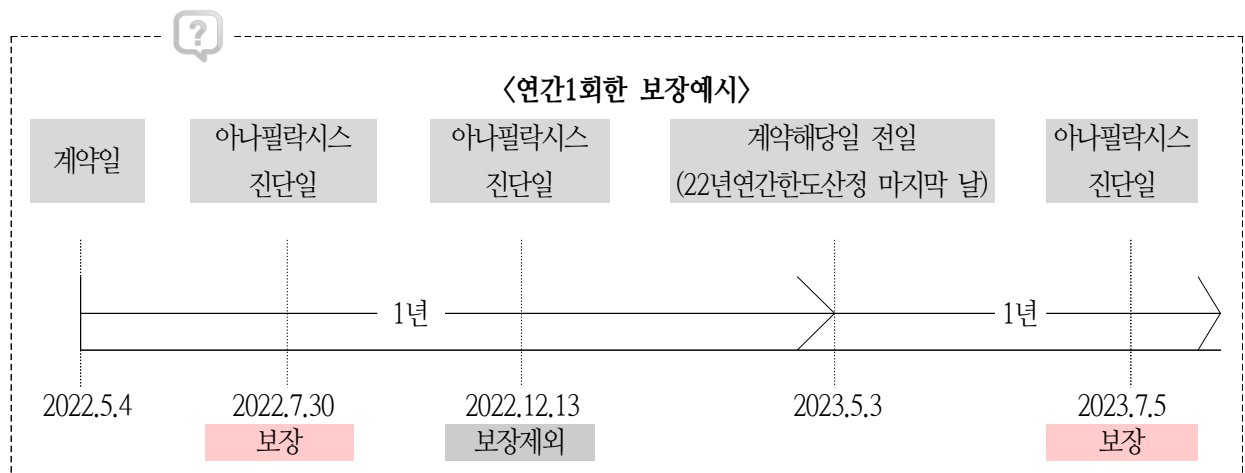 ?
〈연간1회한 보장예시〉
계약일
아나필락시스
진단일
아나필락시스
진단일
계약해당일 전일
(22년연간한도산정 마지막 날)
아나필락시스
진단일
1년
1년
2022.5.4
2022.7.30
보장
2022.12.13
보장제외
2023.5.3
2023.7.5
보장